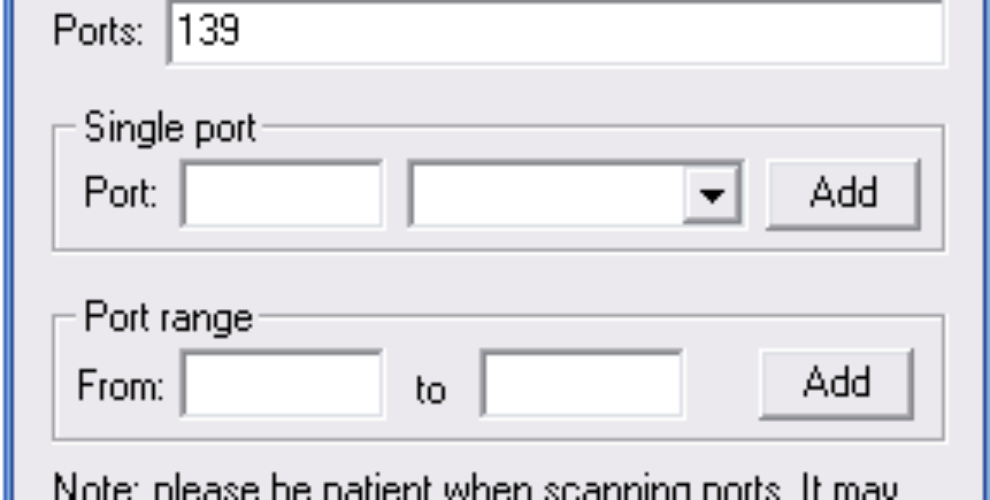 Ports: 139
Single port
Port: Add
Port range
From: to Add
Note: please be patient when scanning ports. It may